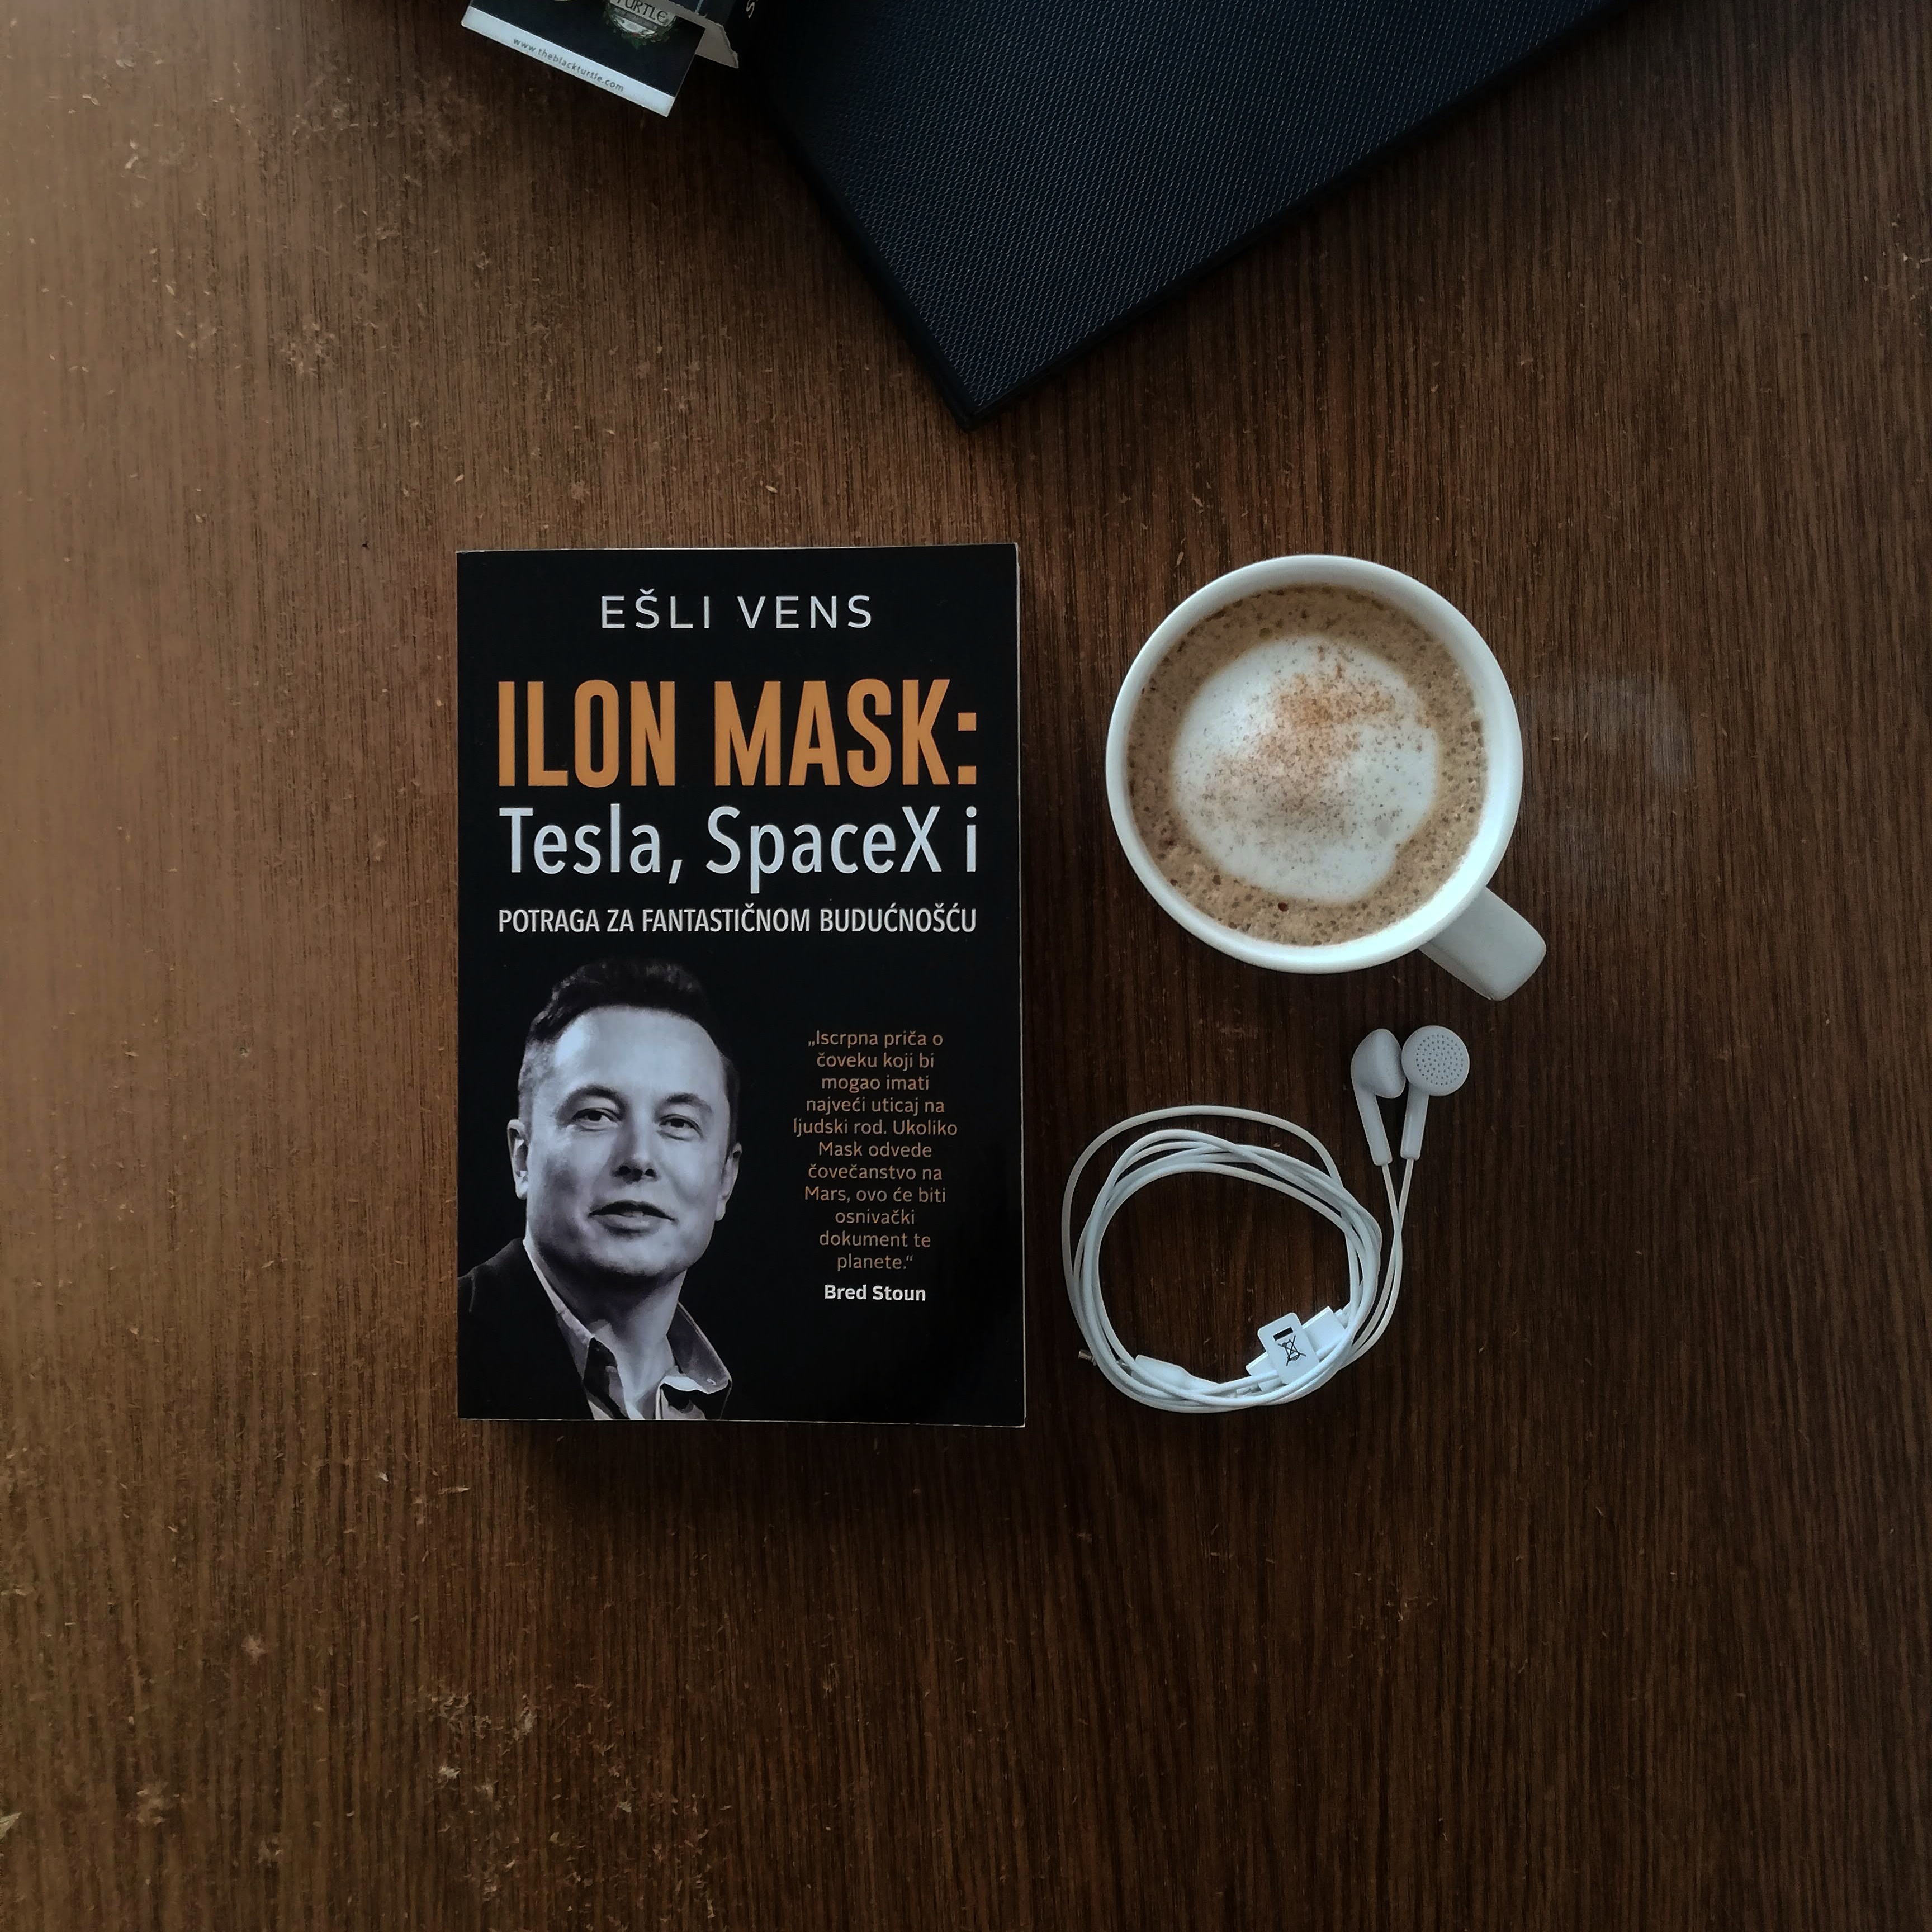 TURTLE
www.theblackturtle.com
EŠLI VENS
ILON MASK:
Tesla, SpaceX i
POTRAGA ZA FANTASTIČNOM BUDUĆNOŠĆU
„Iscrpna priča o
čoveku koji bi
mogao imati
najveći uticaj na
ljudski rod. Ukoliko
Mask odvede
čovečanstvo na
Mars, ovo će biti
osnivački
dokument te
planete.“
Bred Stoun